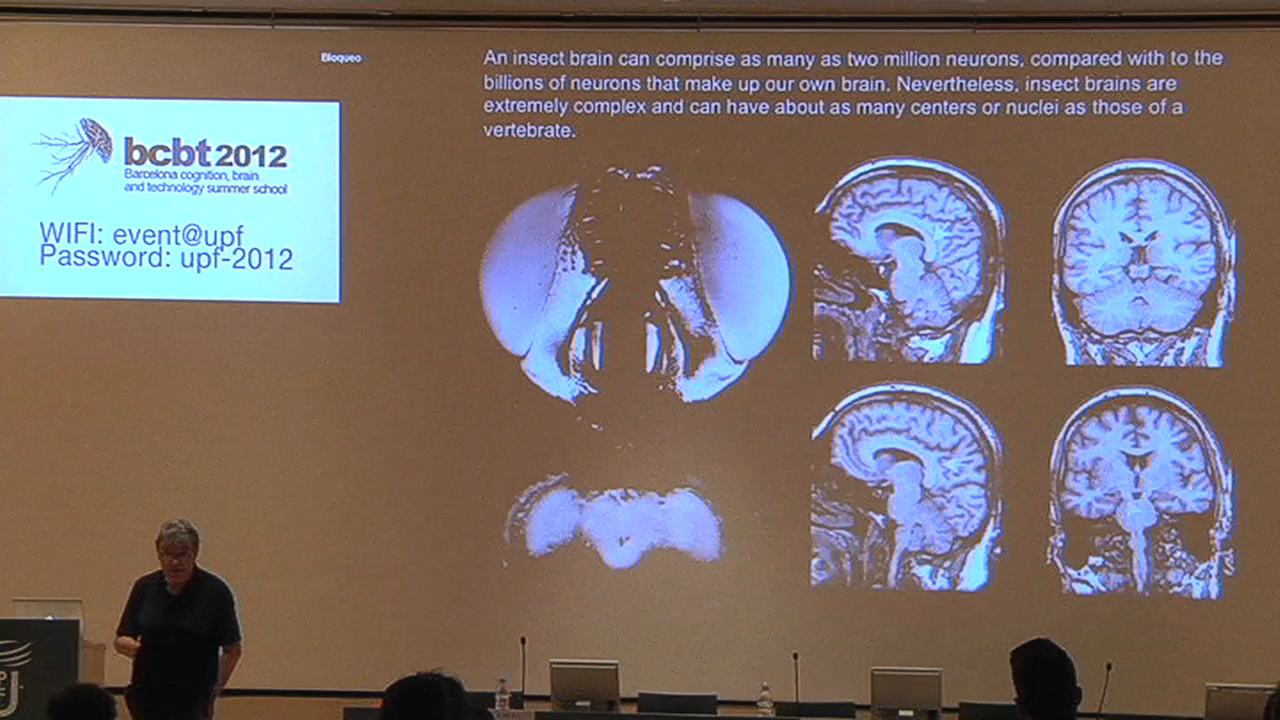 Bloqueo
An insect brain can comprise as many as two million neurons, compared with to the
billions of neurons that make up our own brain. Nevertheless, insect brains are
extremely complex and can have about as many centers or nuclei as those of a
vertebrate.
bcbt 2012
Barcelona cognition, brain
and technology summer school
WIFI: event@upf
Password: upf-2012